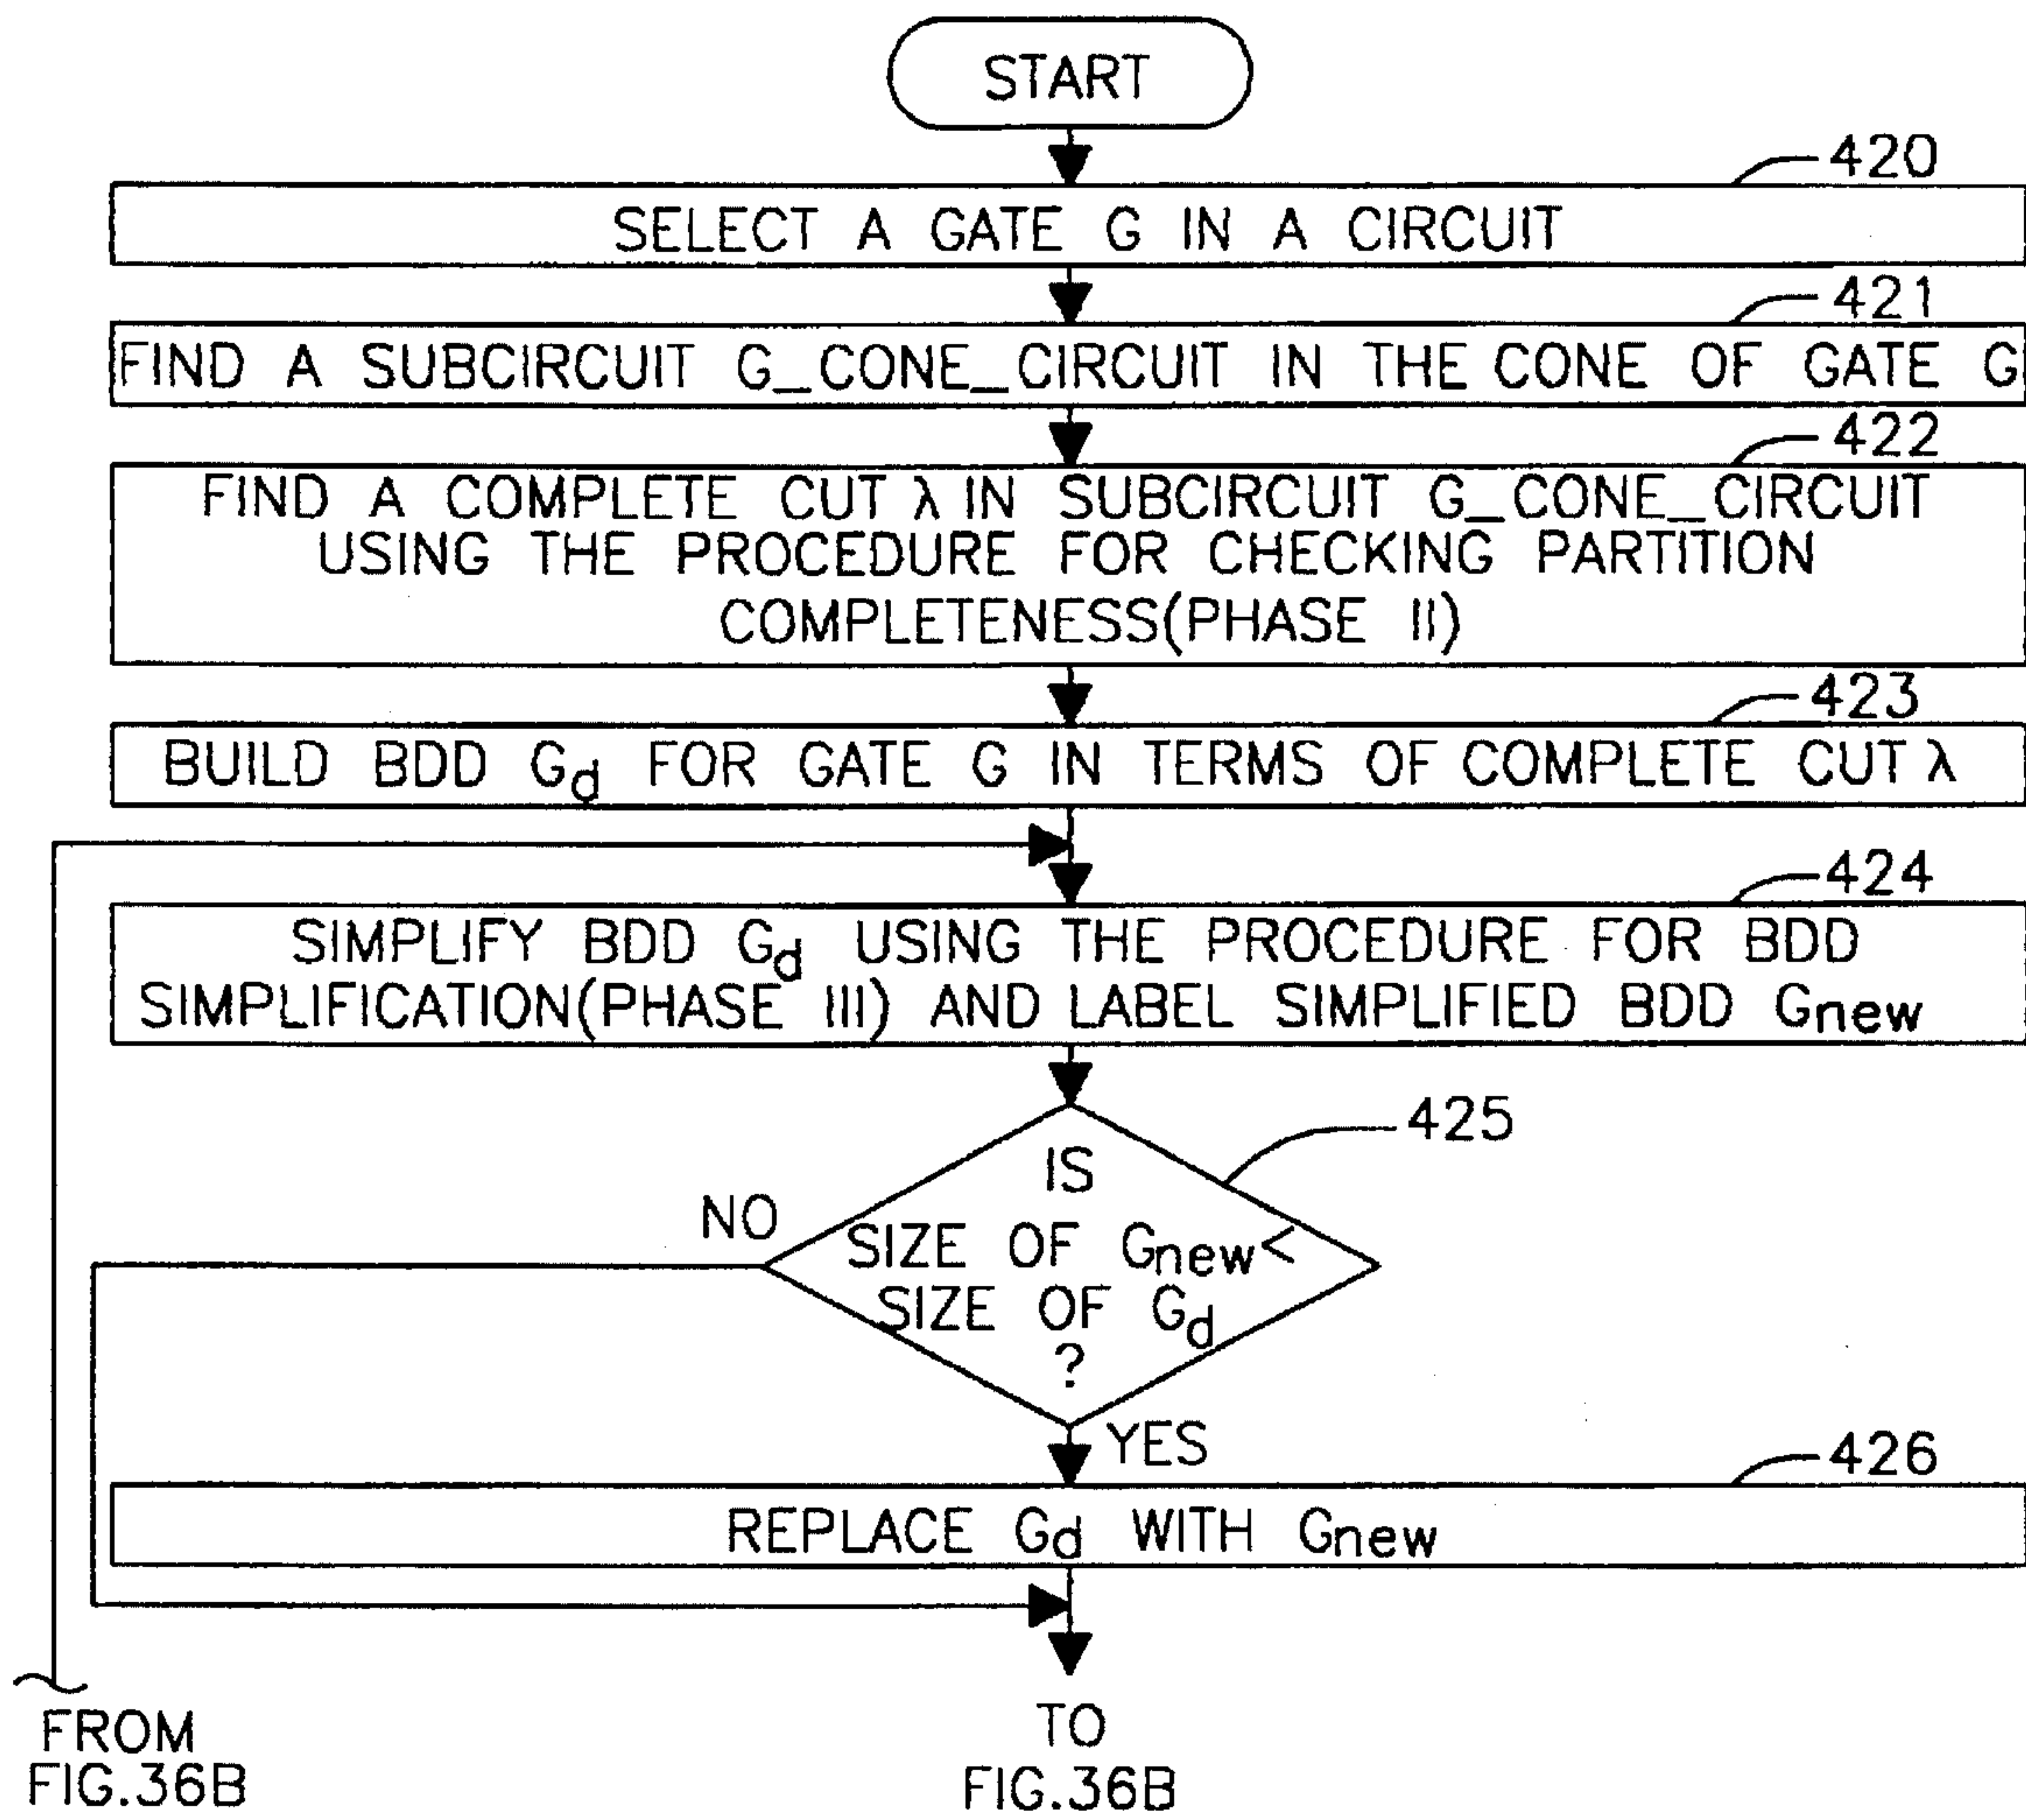 START
420
SELECT A GATE G IN A CIRCUIT
421
FIND A SUBCIRCUIT G_CONE_CIRCUIT IN THE CONE OF GATE G
422
FIND A COMPLETE CUT λ IN SUBCIRCUIT G_CONE_CIRCUIT
USING THE PROCEDURE FOR CHECKING PARTITION
COMPLETENESS(PHASE II)
423
BUILD BDD Gd FOR GATE G IN TERMS OF COMPLETE CUT λ
424
SIMPLIFY BDD Gd USING THE PROCEDURE FOR BDD
SIMPLIFICATION(PHASE III) AND LABEL SIMPLIFIED BDD Gnew
425
IS
NO
SIZE OF Gnew<
SIZE OF Gd
?
YES
426
REPLACE Gd WITH Gnew
FROM
FIG.36B
TO
FIG.36B